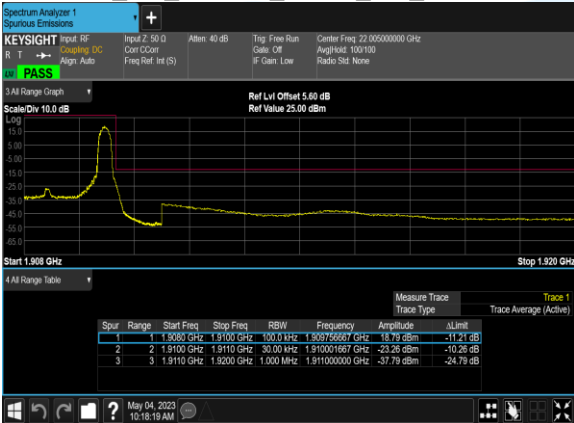 Spectrum Analyzer 1
Spurious Emissions
+
KEYSIGHT Input: RF Input Z: 50 Ω Atten: 40 dB Trig: Free Run Center Freq: 22.005000000 GHz
R T Coupling: DC Corr CCorr Gate: Off Avg|Hold: 100/100
Align: Auto Freq Ref: Int (S) IF Gain: Low Radio Std: None
PASS
3 All Range Graph
Ref Lvl Offset 5.60 dB
Scale/Div 10.0 dB Ref Value 25.00 dBm
Log
15.0
5.00
-5.00
-15.0
-25.0
-35.0
-45.0
-55.0
-65.0
Start 1.908 GHz Stop 1.920 GHz
4 All Range Table
Measure Trace Trace 1
Trace Type Trace Average (Active)
Spur Range Start Freq Stop Freq RBW Frequency Amplitude ΔLimit
1 1 1.9080 GHz 1.9100 GHz 100.0 kHz 1.909756667 GHz 18.79 dBm -11.21 dB
2 2 1.9100 GHz 1.9110 GHz 30.00 kHz 1.910001667 GHz -23.26 dBm -10.26 dB
3 3 1.9110 GHz 1.9200 GHz 1.000 MHz 1.911000000 GHz -37.79 dBm -24.79 dB
?
May 04, 2023
10:18:19 AM